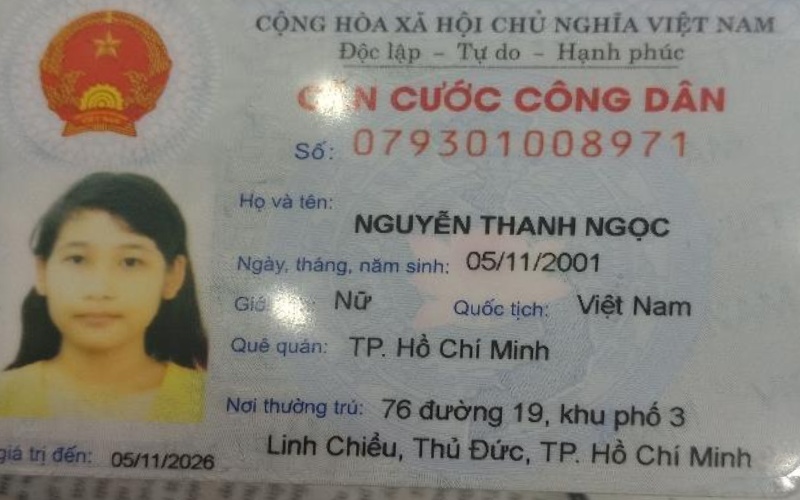 CỘNG HÒA XÃ HỘI CHỦ NGHĨA VIỆT NAM
Độc lập - Tự do - Hạnh phúc
CĂN CƯỚC CÔNG DÂN
Số: 079301008971
Họ và tên:
NGUYỄN THANH NGỌC
Ngày, tháng, năm sinh: 05/11/2001
Nữ Quốc tịch: Việt Nam
Quê quán: TP. Hồ Chí Minh
Nơi thường trú: 76 đường 19, khu phố 3
Linh Chiểu, Thủ Đức, TP. Hồ Chí Minh
giá trị đến: 05/11/2026